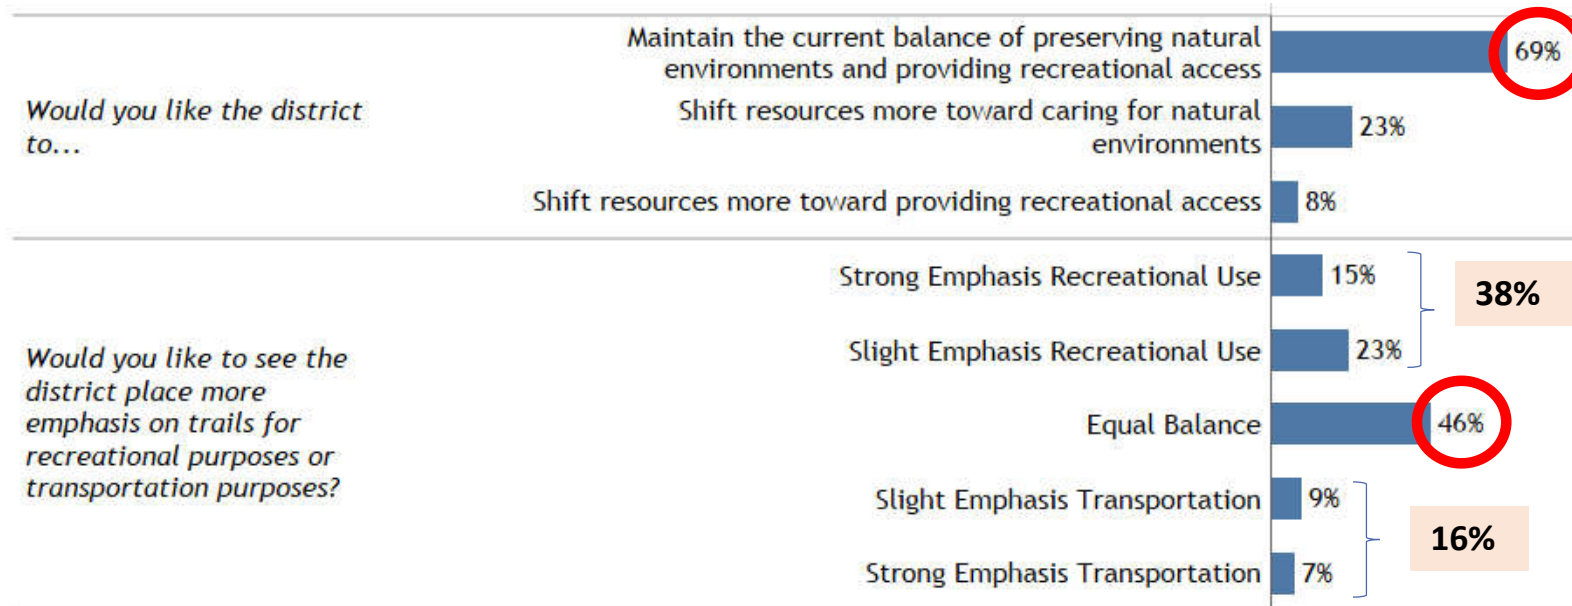 Would you like the district
to...
Maintain the current balance of preserving natural
environments and providing recreational access
69%
Shift resources more toward caring for natural
environments
23%
Shift resources more toward providing recreational access
8%
Would you like to see the
district place more
emphasis on trails for
recreational purposes or
transportation purposes?
Strong Emphasis Recreational Use
15%
Slight Emphasis Recreational Use
23%
38%
Equal Balance
46%
Slight Emphasis Transportation
9%
Strong Emphasis Transportation
7%
16%